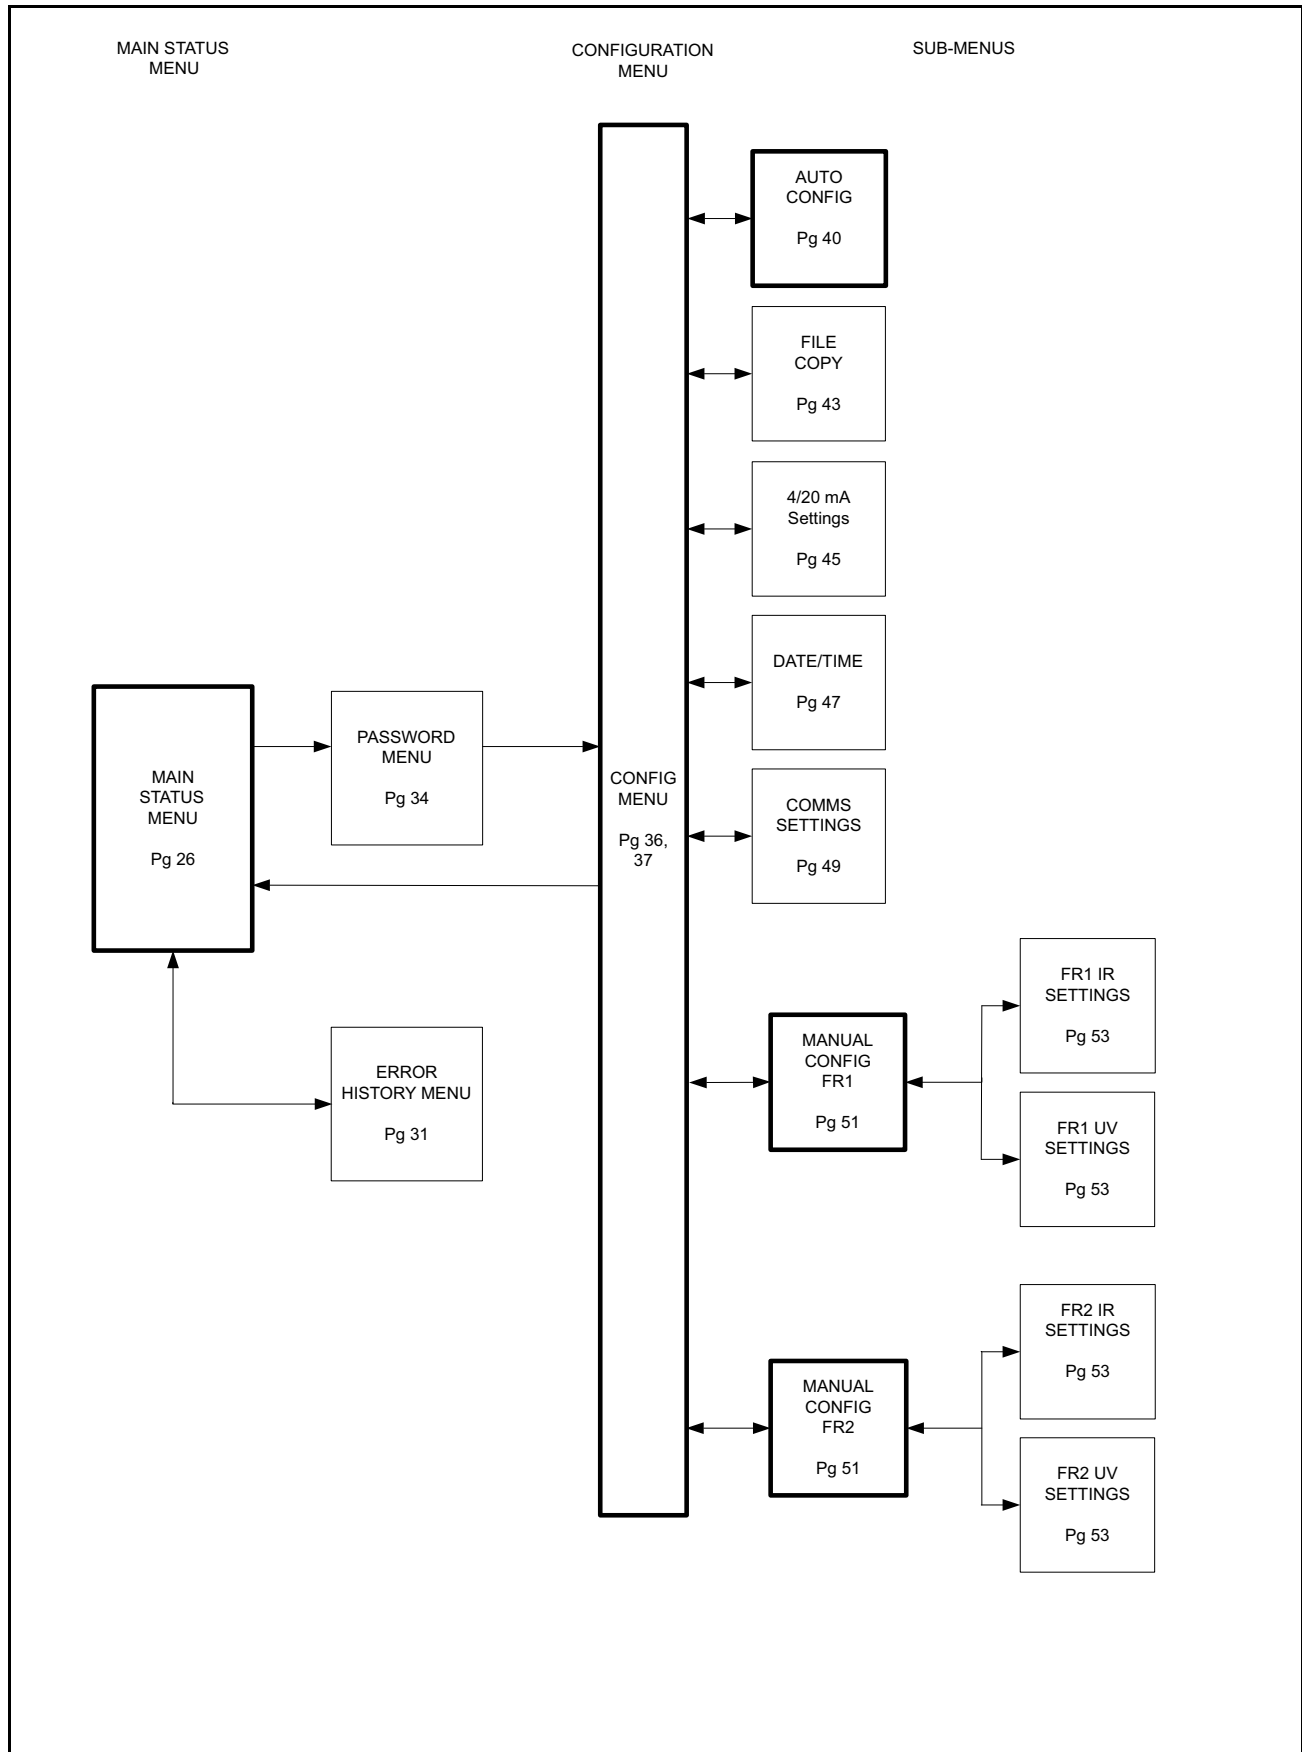 MAIN STATUS
MENU
CONFIGURATION
MENU
SUB-MENUS
AUTO
CONFIG
Pg 40
FILE
COPY
Pg 43
4/20 mA
Settings
Pg 45
DATE/TIME
Pg 47
MAIN
STATUS
MENU
Pg 26
PASSWORD
MENU
Pg 34
CONFIG
MENU
Pg 36,
37
COMMS
SETTINGS
Pg 49
ERROR
HISTORY MENU
Pg 31
MANUAL
CONFIG
FR1
Pg 51
FR1 IR
SETTINGS
Pg 53
FR1 UV
SETTINGS
Pg 53
MANUAL
CONFIG
FR2
Pg 51
FR2 IR
SETTINGS
Pg 53
FR2 UV
SETTINGS
Pg 53